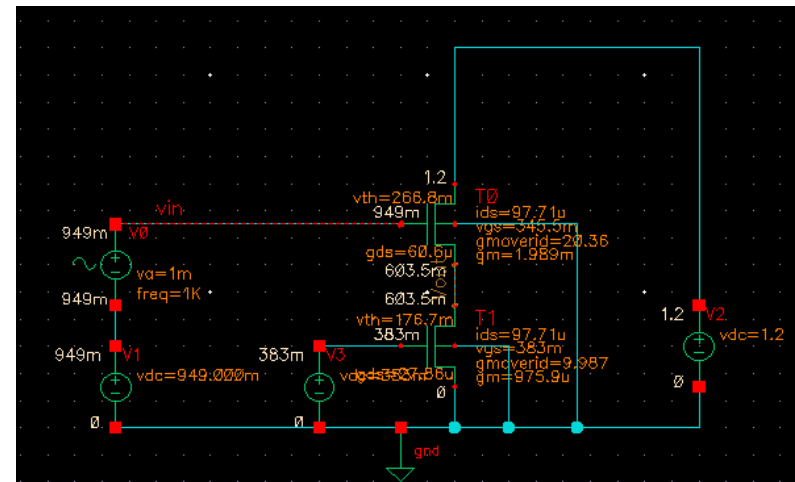 1.2
vth=266.8m
T0
vin
949m
ids=97.71u
949m
V0
vgs=345.5m
gmoverid=20.36
gds=60.6u
gm=1.989m
va=1m
603.5m
Vout
949m
freq=1K
603.5m
1.2
V2
vth=176.7m
T1
vdc=1.2
383m
ids=97.71u
949m
V1
383m
V3
vgs=383m
gmoverid=9.987
vdc=949.000m
vdc=383m
gm=975.9u
0
0
0
0
gnd